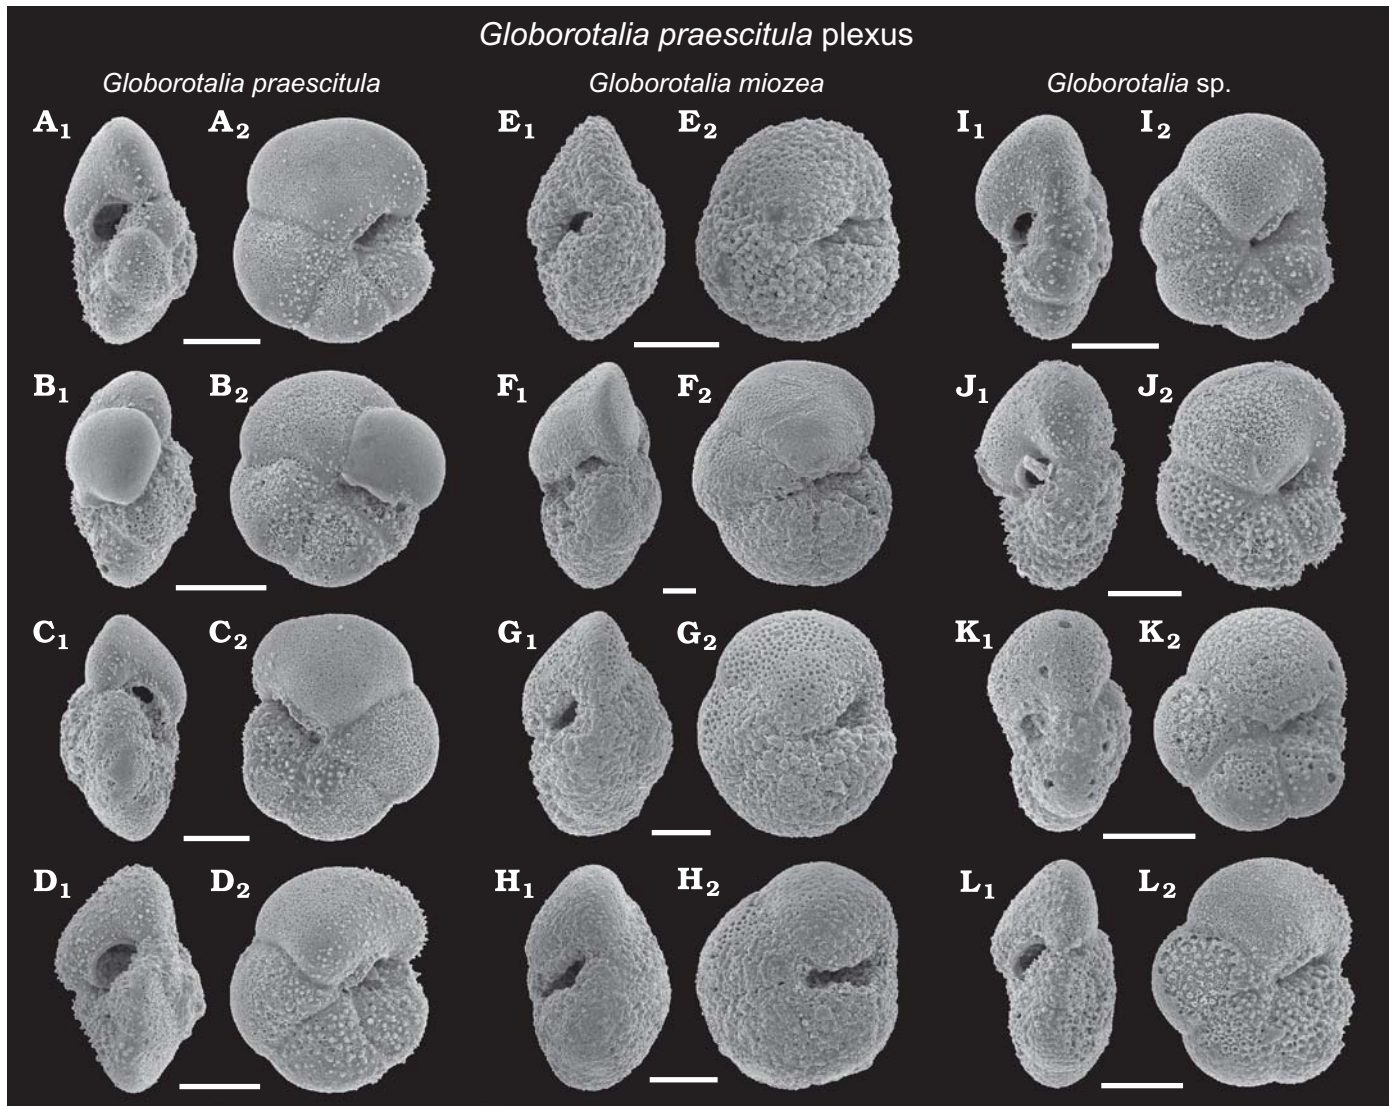 Globorotalia praescitula plexus
Globorotalia praescitula Globorotalia miozea Globorotalia sp.
A1 A2 E1 E2 I1 I2
B1 B2 F1 F2 J1 J2
C1 C2 G1 G2 K1 K2
D1 D2 H1 H2 L1 L2